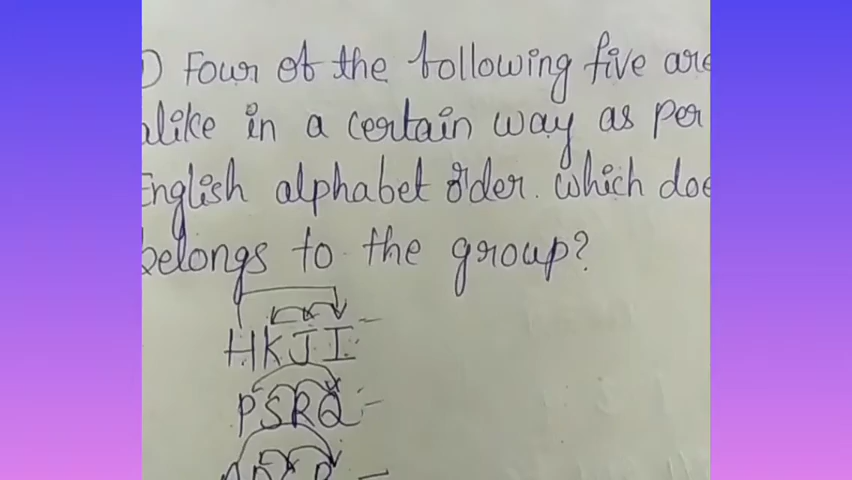 1) Four of the following five are
alike in a certain way as per
English alphabet order. which doe
belongs to the group?
HKJI
PSRQ